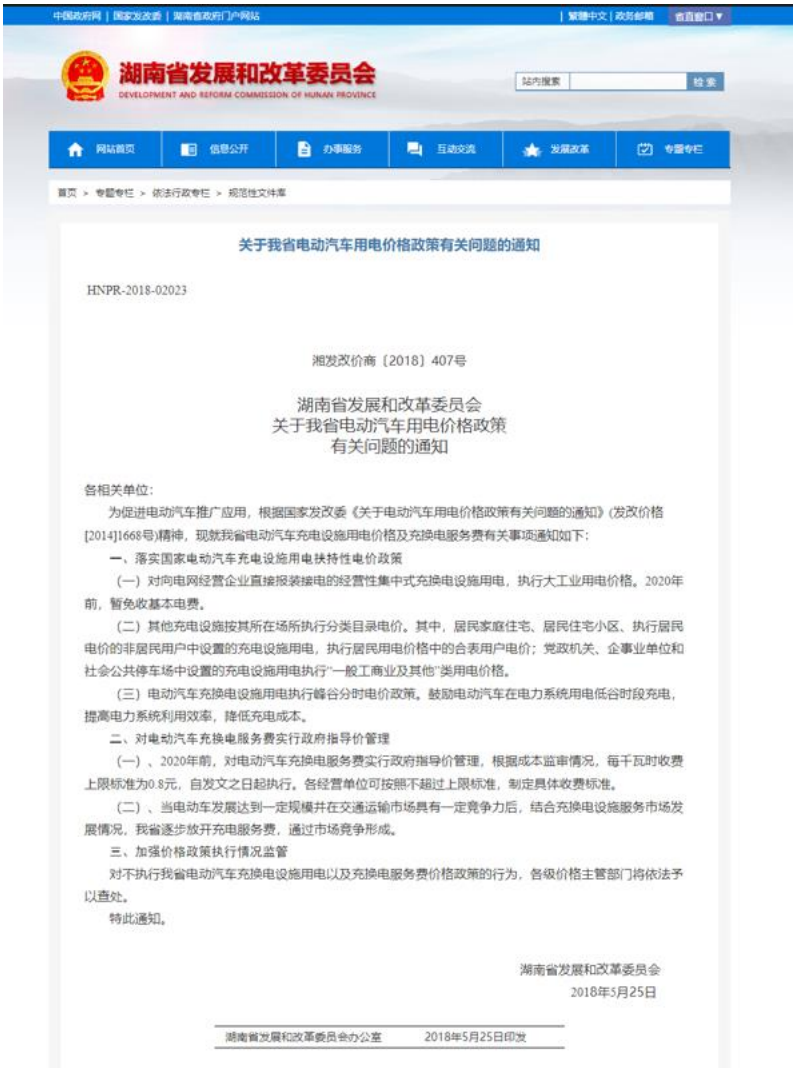 中国政府网 | 国家发改委 | 湖南省政府门户网站
| 繁體中文 | 政务邮箱 省直窗口▼
湖南省发展和改革委员会
DEVELOPMENT AND REFORM COMMISSION OF HUNAN PROVINCE
站内搜索
检 索
网站首页 信息公开 办事服务 互动交流 发展改革 专题专栏
首页 > 专题专栏 > 依法行政专栏 > 规范性文件库
关于我省电动汽车用电价格政策有关问题的通知
HNPR-2018-02023
湘发改价商〔2018〕407号
湖南省发展和改革委员会
关于我省电动汽车用电价格政策
有关问题的通知
各相关单位：
为促进电动汽车推广应用，根据国家发改委《关于电动汽车用电价格政策有关问题的通知》（发改价格
[2014]1668号)精神，现就我省电动汽车充电设施用电价格及充换电服务费有关事项通知如下：
一、落实国家电动汽车充电设施用电扶持性电价政策
（一）对向电网经营企业直接报装接电的经营性集中式充换电设施用电，执行大工业用电价格。2020年
前，暂免收基本电费。
（二）其他充电设施按其所在场所执行分类目录电价。其中，居民家庭住宅、居民住宅小区、执行居民
电价的非居民用户中设置的充电设施用电，执行居民用电价格中的合表用户电价；党政机关、企事业单位和
社会公共停车场中设置的充电设施用电执行“一般工商业及其他”类用电价格。
（三）电动汽车充换电设施用电执行峰谷分时电价政策。鼓励电动汽车在电力系统用电低谷时段充电，
提高电力系统利用效率，降低充电成本。
二、对电动汽车充换电服务费实行政府指导价管理
（一）、2020年前，对电动汽车充换电服务费实行政府指导价管理，根据成本监审情况，每千瓦时收费
上限标准为0.8元，自发文之日起执行。各经营单位可按照不超过上限标准，制定具体收费标准。
（二）、当电动车发展达到一定规模并在交通运输市场具有一定竞争力后，结合充换电设施服务市场发
展情况，我省逐步放开充电服务费，通过市场竞争形成。
三、加强价格政策执行情况监管
对不执行我省电动汽车充换电设施用电以及充换电服务费价格政策的行为，各级价格主管部门将依法予
以查处。
特此通知。
湖南省发展和改革委员会
2018年5月25日
湖南省发展和改革委员会办公室 2018年5月25日印发